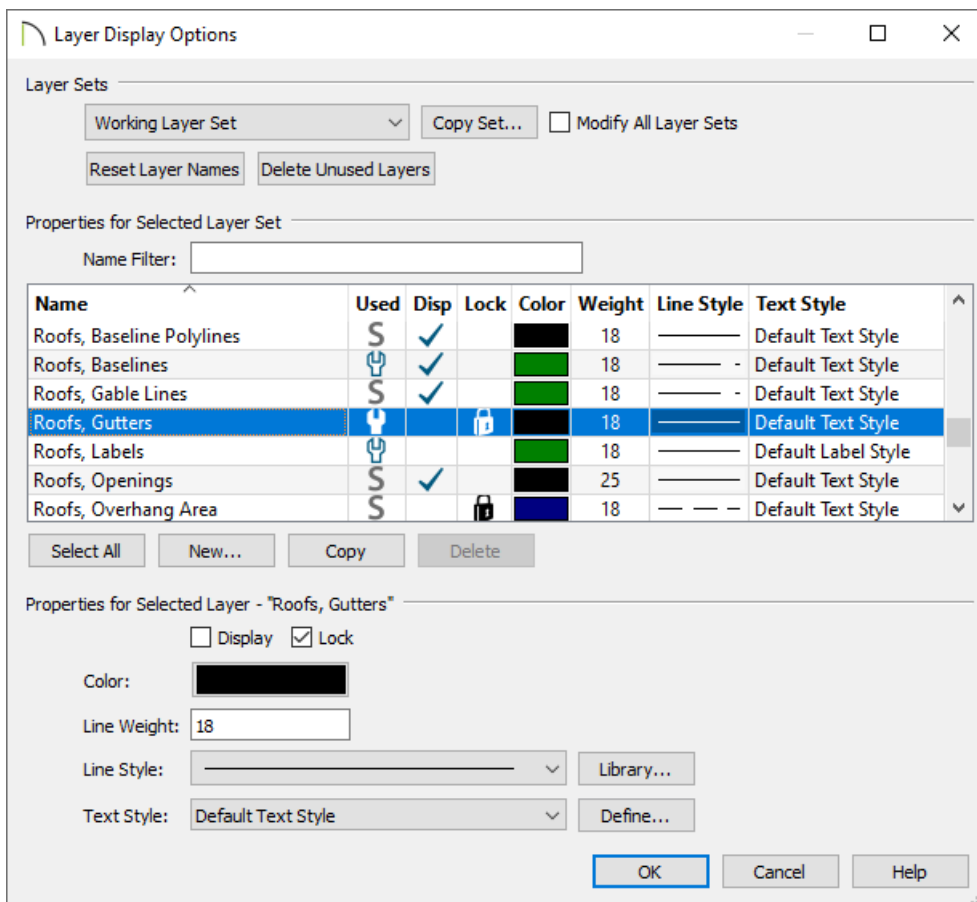 Layer Display Options
Layer Sets
Working Layer Set Copy Set... Modify All Layer Sets
Reset Layer Names Delete Unused Layers
Properties for Selected Layer Set
Name Filter:
Name Used Disp Lock Color Weight Line Style Text Style
Roofs, Baseline Polylines S 18 Default Text Style
Roofs, Baselines 18 Default Text Style
Roofs, Gable Lines S 18 Default Text Style
Roofs, Gutters 18 Default Text Style
Roofs, Labels 18 Default Label Style
Roofs, Openings S 25 Default Text Style
Roofs, Overhang Area S 18 Default Text Style
Select All New... Copy Delete
Properties for Selected Layer - "Roofs, Gutters"
Display Lock
Color:
Line Weight: 18
Line Style: Library...
Text Style: Default Text Style Define...
OK Cancel Help